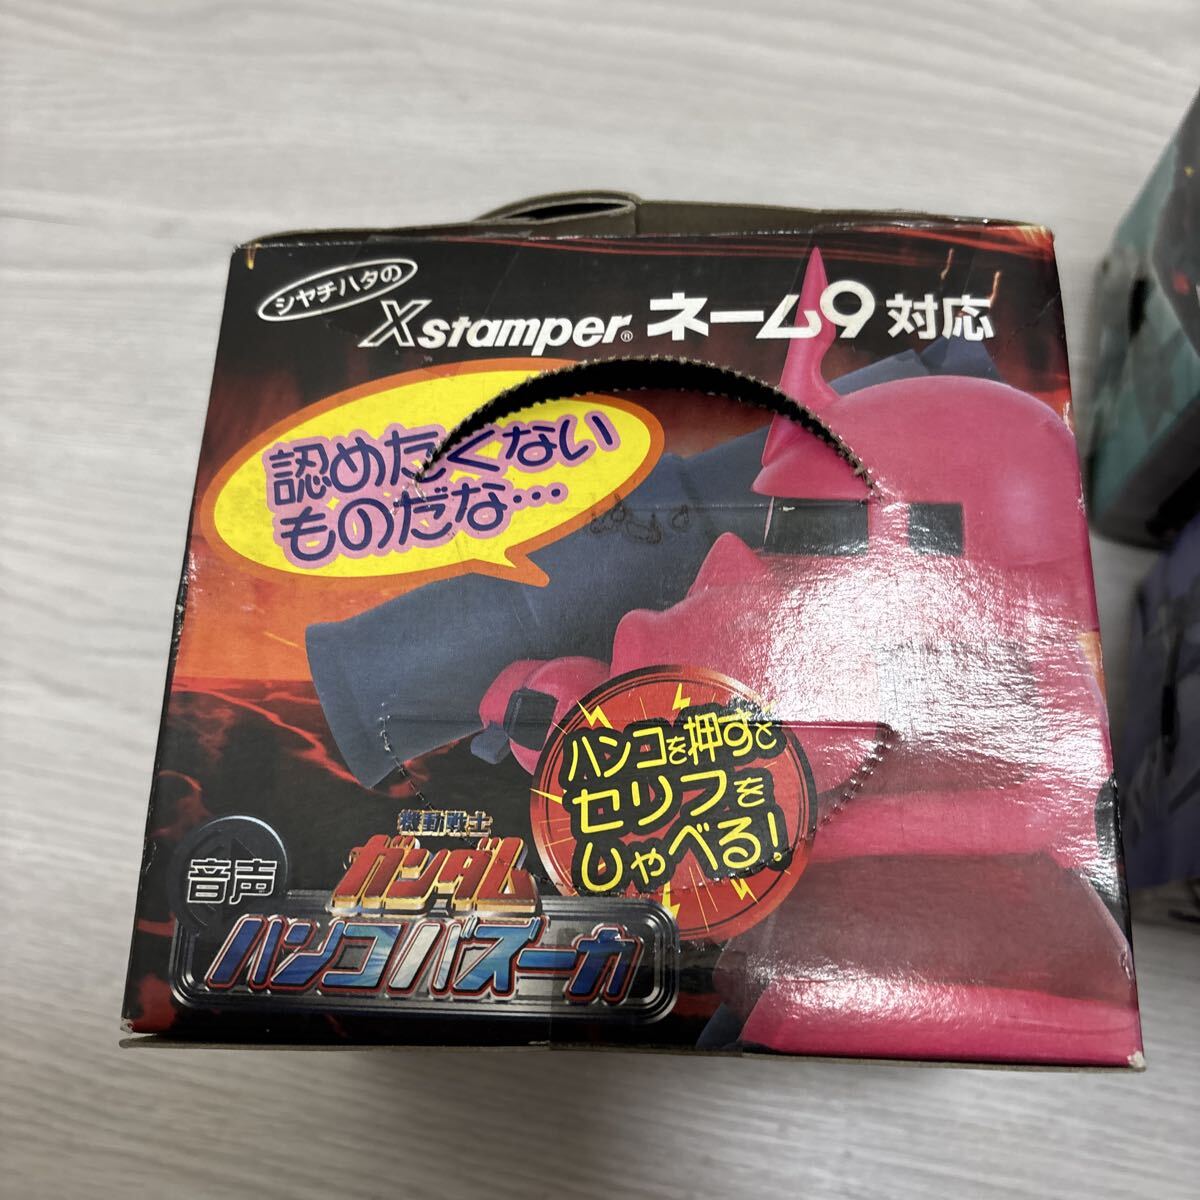 シヤチハタの
Xstamper® ネーム9 対応
認めたくない
ものだな…
ハンコを押すと
セリフを
しゃべる!
機動戦士
ガンダム
音声
ハンコバズーカ